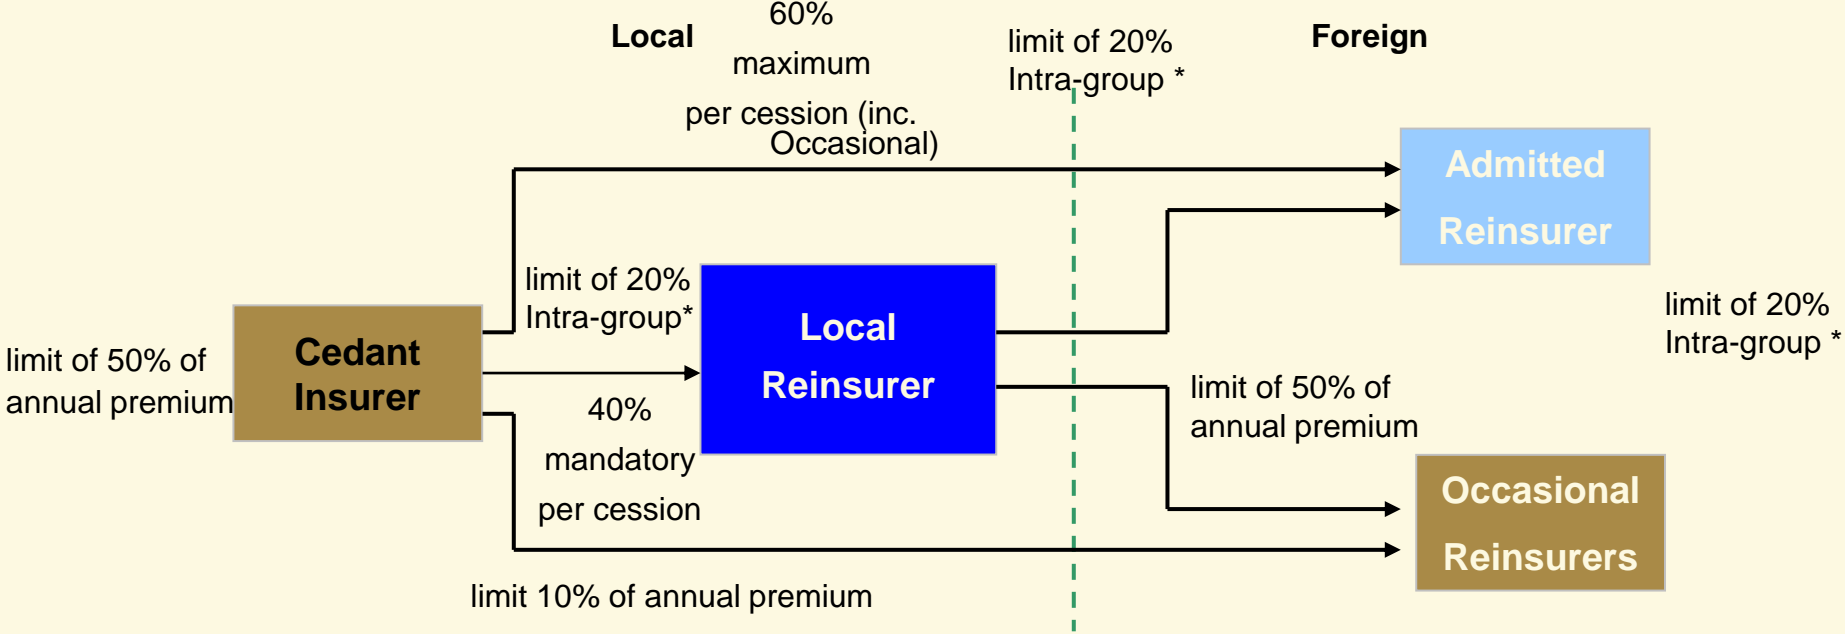 Local
60%
maximum
per cession (inc.
Occasional)
limit of 20%
Intra-group *
Foreign
Admitted
Reinsurer
limit of 20%
Intra-group*
Local
Reinsurer
limit of 20%
Intra-group *
limit of 50% of
annual premium
Cedant
Insurer
40%
mandatory
per cession
limit of 50% of
annual premium
Occasional
Reinsurers
limit 10% of annual premium